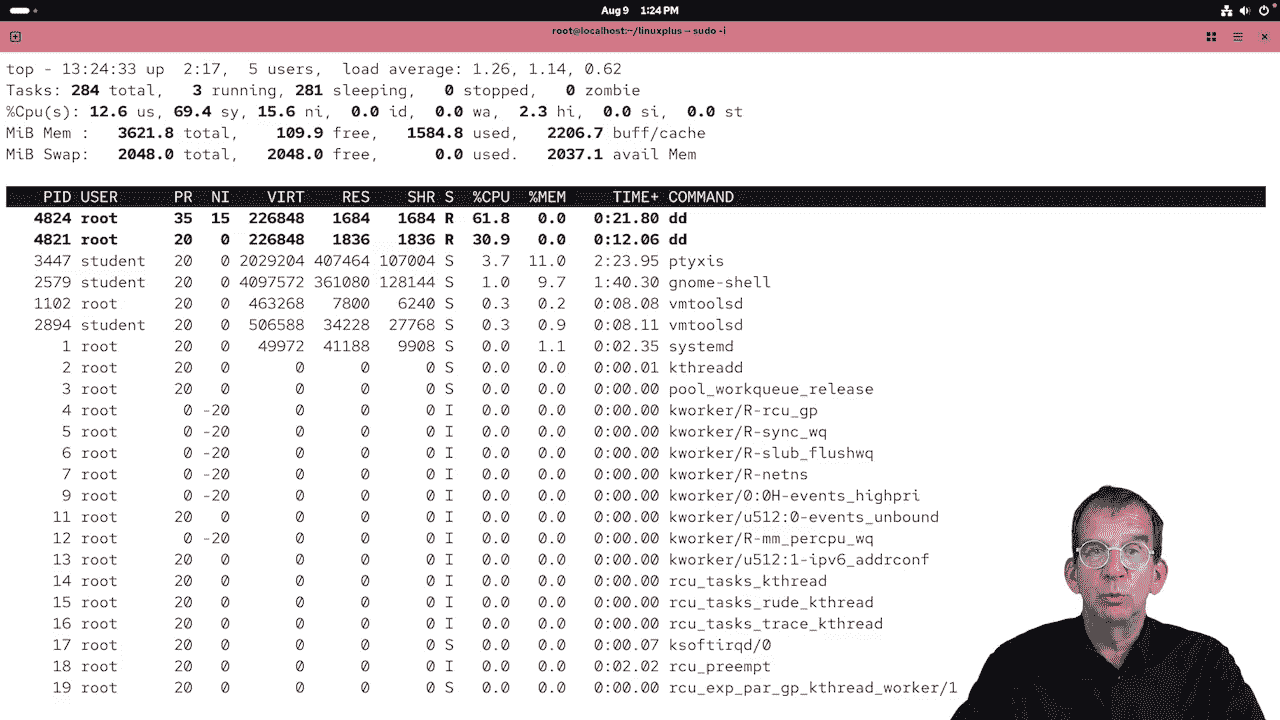 Aug 9 1:24 PM
root@localhost:~/linuxplus — sudo -i
top - 13:24:33 up 2:17, 5 users, load average: 1.26, 1.14, 0.62
Tasks: 284 total, 3 running, 281 sleeping, 0 stopped, 0 zombie
%Cpu(s): 12.6 us, 69.4 sy, 15.6 ni, 0.0 id, 0.0 wa, 2.3 hi, 0.0 si, 0.0 st
MiB Mem : 3621.8 total, 109.9 free, 1584.8 used, 2206.7 buff/cache
MiB Swap: 2048.0 total, 2048.0 free, 0.0 used. 2037.1 avail Mem
PID USER PR NI VIRT RES SHR S %CPU %MEM TIME+ COMMAND
4824 root 35 15 226848 1684 1684 R 61.8 0.0 0:21.80 dd
4821 root 20 0 226848 1836 1836 R 30.9 0.0 0:12.06 dd
3447 student 20 0 2029204 407464 107004 S 3.7 11.0 2:23.95 ptyxis
2579 student 20 0 4097572 361080 128144 S 1.0 9.7 1:40.30 gnome-shell
1102 root 20 0 463268 7800 6240 S 0.3 0.2 0:08.08 vmtoolsd
2894 student 20 0 506588 34228 27768 S 0.3 0.9 0:08.11 vmtoolsd
1 root 20 0 49972 41188 9908 S 0.0 1.1 0:02.35 systemd
2 root 20 0 0 0 0 S 0.0 0.0 0:00.01 kthreadd
3 root 20 0 0 0 0 S 0.0 0.0 0:00.00 pool_workqueue_release
4 root 0 -20 0 0 0 I 0.0 0.0 0:00.00 kworker/R-rcu_gp
5 root 0 -20 0 0 0 I 0.0 0.0 0:00.00 kworker/R-sync_wq
6 root 0 -20 0 0 0 I 0.0 0.0 0:00.00 kworker/R-slub_flushwq
7 root 0 -20 0 0 0 I 0.0 0.0 0:00.00 kworker/R-netns
9 root 0 -20 0 0 0 I 0.0 0.0 0:00.00 kworker/0:0H-events_highpri
11 root 20 0 0 0 0 I 0.0 0.0 0:00.00 kworker/u512:0-events_unbound
12 root 0 -20 0 0 0 I 0.0 0.0 0:00.00 kworker/R-mm_percpu_wq
13 root 20 0 0 0 0 I 0.0 0.0 0:00.00 kworker/u512:1-ipv6_addrconf
14 root 20 0 0 0 0 I 0.0 0.0 0:00.00 rcu_tasks_kthread
15 root 20 0 0 0 0 I 0.0 0.0 0:00.00 rcu_tasks_rude_kthread
16 root 20 0 0 0 0 I 0.0 0.0 0:00.00 rcu_tasks_trace_kthread
17 root 20 0 0 0 0 S 0.0 0.0 0:00.07 ksoftirqd/0
18 root 20 0 0 0 0 I 0.0 0.0 0:02.02 rcu_preempt
19 root 20 0 0 0 0 S 0.0 0.0 0:00.00 rcu_exp_par_gp_kthread_worker/1